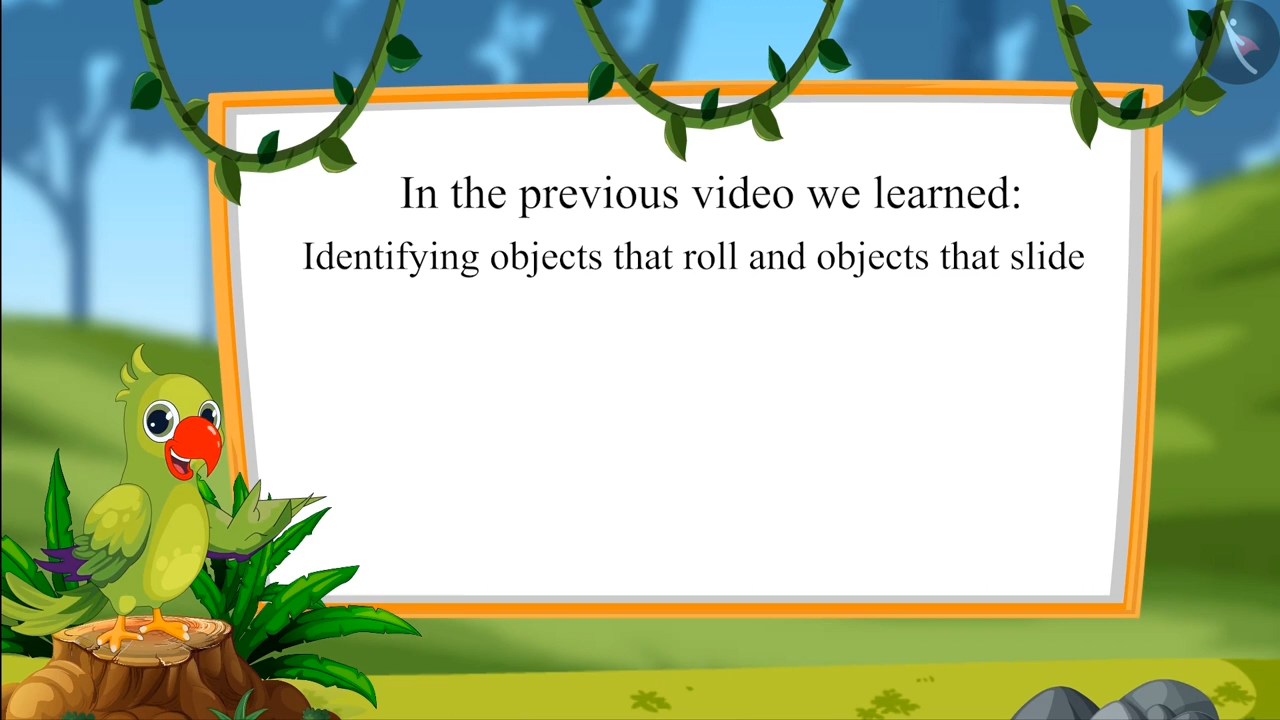 In the previous video we learned:
Identifying objects that roll and objects that slide